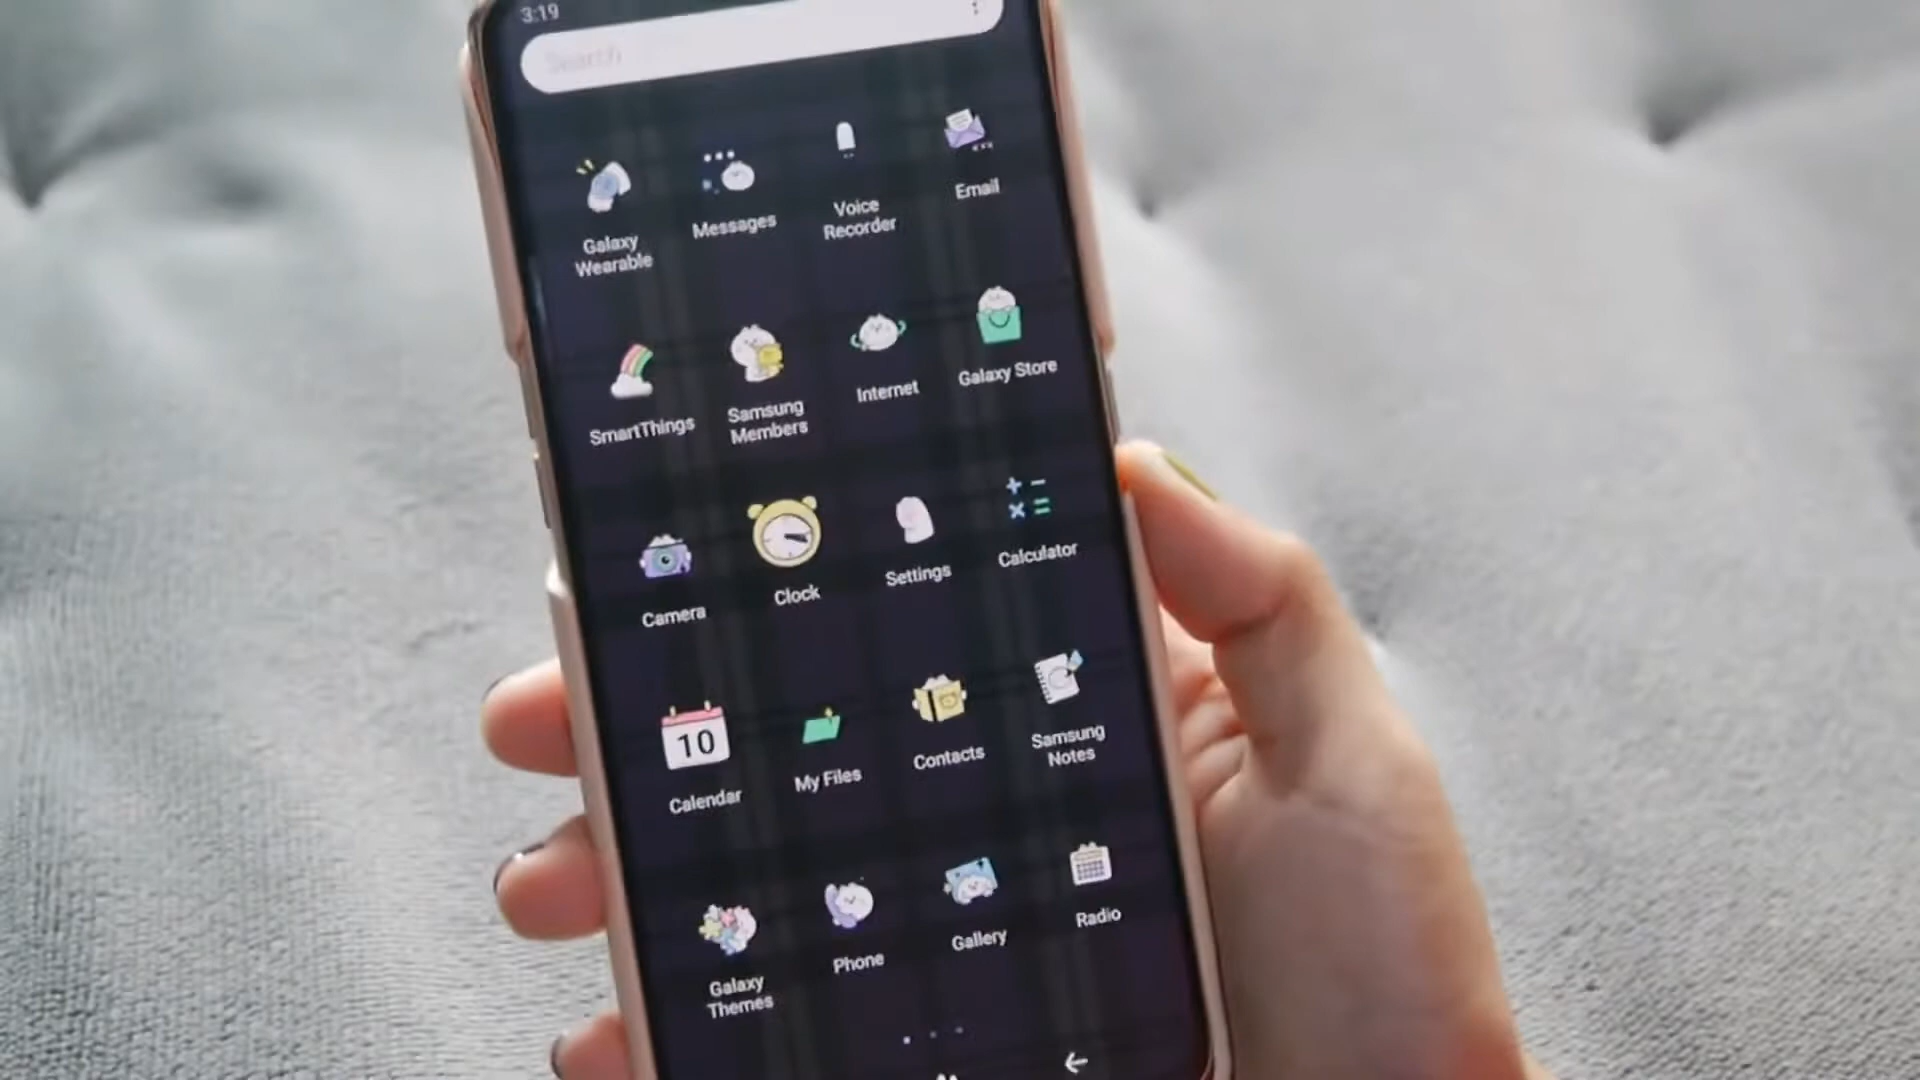 3:19
Search
Galaxy
Wearable
Messages
Voice
Recorder
Email
SmartThings
Samsung
Members
Internet
Galaxy Store
Camera
Clock
Settings
Calculator
10
Calendar
My Files
Contacts
Samsung
Notes
Galaxy
Themes
Phone
Gallery
Radio